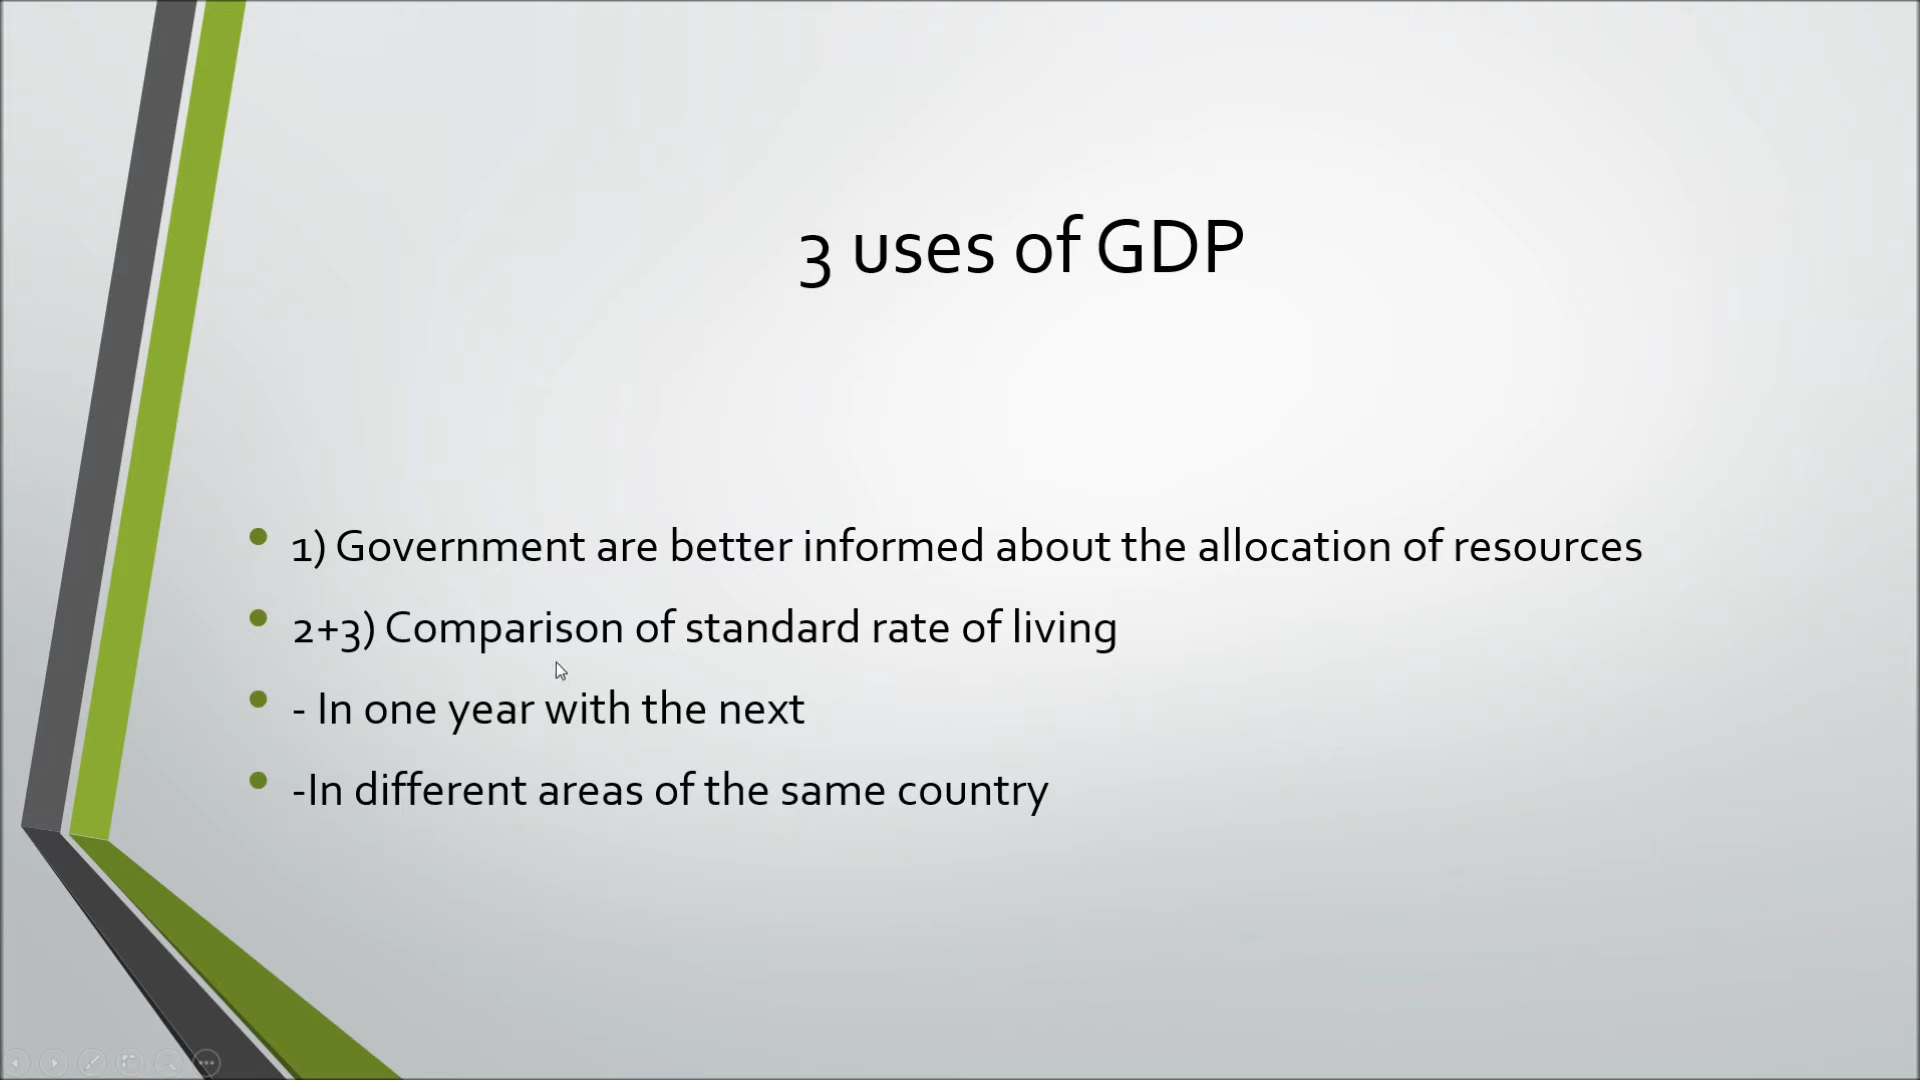 3 uses of GDP
1) Government are better informed about the allocation of resources
2+3) Comparison of standard rate of living
- In one year with the next
-In different areas of the same country